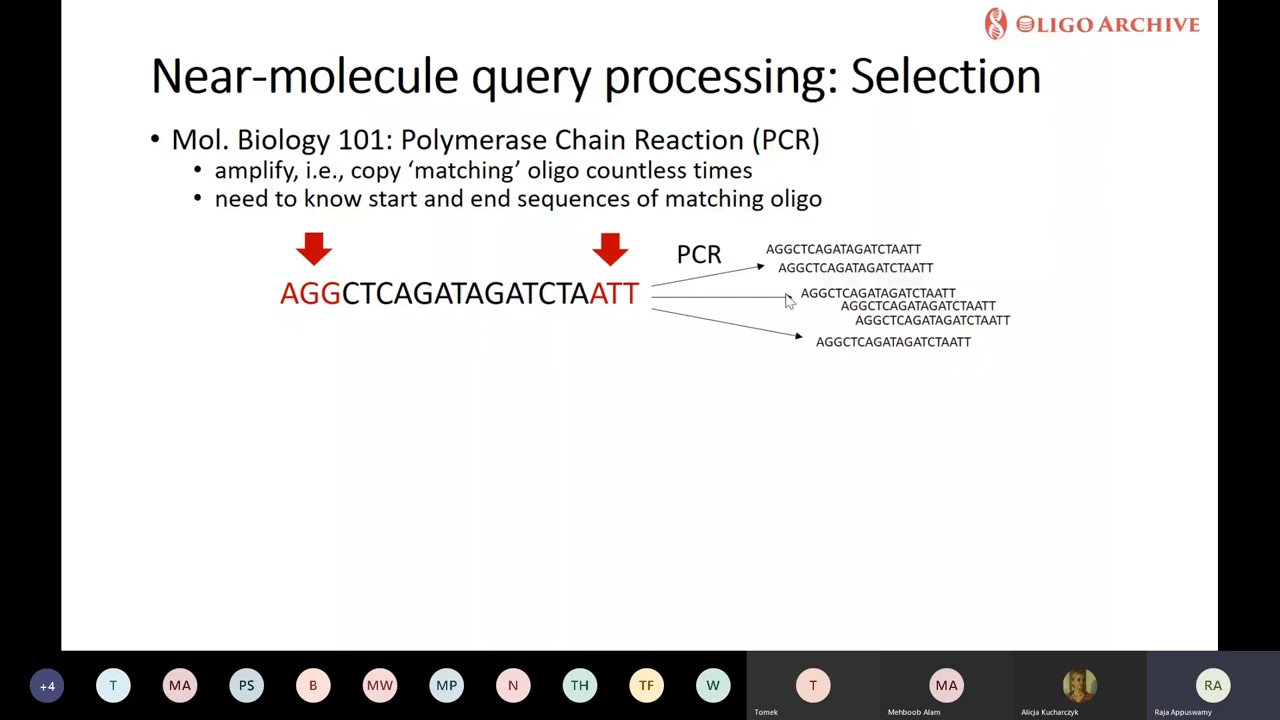 OLIGO ARCHIVE
Near-molecule query processing: Selection
• Mol. Biology 101: Polymerase Chain Reaction (PCR)
• amplify, i.e., copy ‘matching’ oligo countless times
• need to know start and end sequences of matching oligo
AGGCTCAGATAGATCTAATT
PCR
AGGCTCAGATAGATCTAATT
AGGCTCAGATAGATCTAATT
AGGCTCAGATAGATCTAATT
AGGCTCAGATAGATCTAATT
AGGCTCAGATAGATCTAATT
AGGCTCAGATAGATCTAATT
+4 T MA PS B MW MP N TH TF W T MA RA
Tomek Mehboob Alam Alicja Kucharczyk Raja Appuswamy